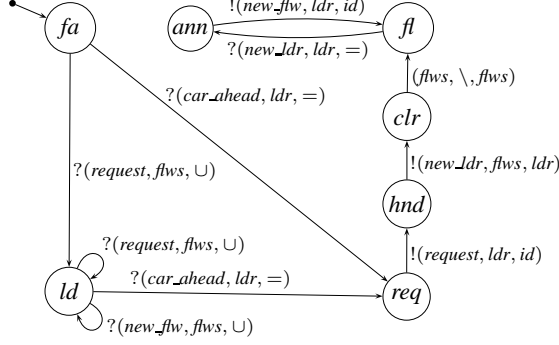 !(new_flw, ldr, id)
fa
ann
fl
?(new_ldr, ldr, =)
?(car_ahead, ldr, =)
(flws, \, flws)
clr
?(request, flws, ∪)
!(new_ldr, flws, ldr)
hnd
?(request, flws, ∪)
!(request, ldr, id)
?(car_ahead, ldr, =)
ld
req
?(new_flw, flws, ∪)